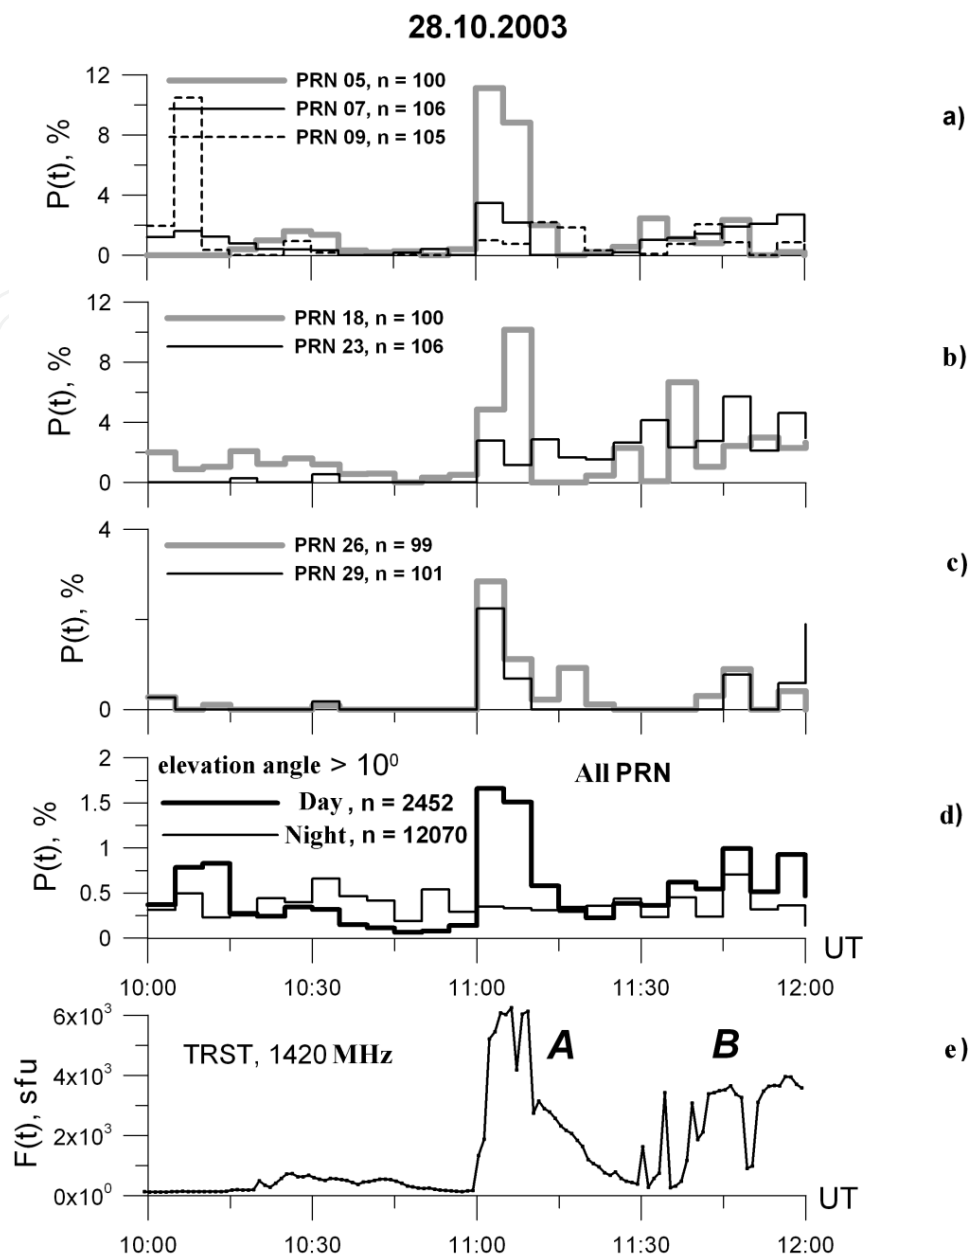 28.10.2003
12
8
4
0
P(t), %
PRN 05, n = 100
PRN 07, n = 106
PRN 09, n = 105
a)
12
8
4
0
P(t), %
PRN 18, n = 100
PRN 23, n = 106
b)
4
0
P(t), %
PRN 26, n = 99
PRN 29, n = 101
c)
2
1.5
1
0.5
0
P(t), %
elevation angle > 10⁰
All PRN
Day, n = 2452
Night, n = 12070
d)
UT
10:00 10:30 11:00 11:30 12:00
6x10³
4x10³
2x10³
0x10⁰
F(t), sfu
TRST, 1420 MHz
A
B
e)
UT
10:00 10:30 11:00 11:30 12:00